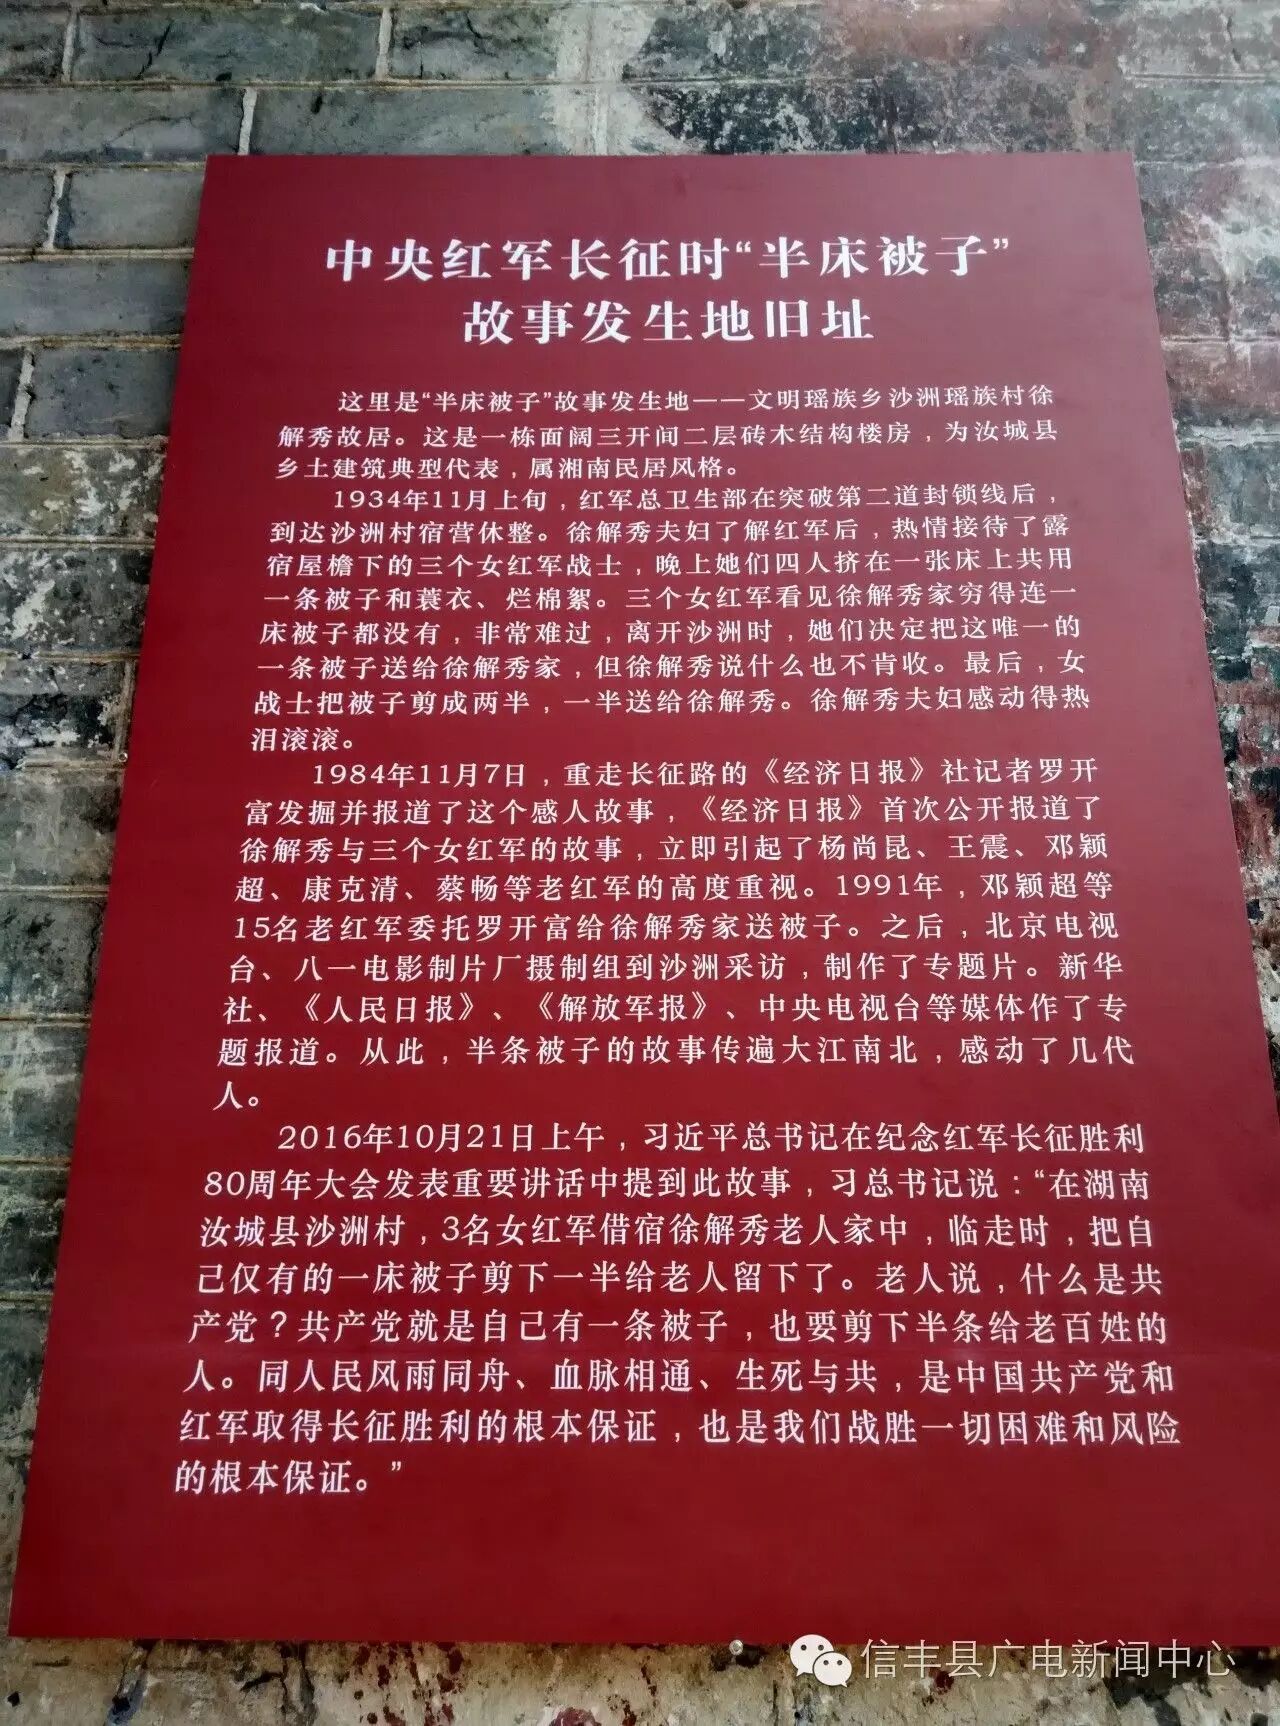 中央红军长征时“半床被子”
故事发生地旧址
这里是“半床被子”故事发生地——文明瑶族乡沙洲瑶族村徐
解秀故居。这是一栋面阔三开间二层砖木结构楼房，为汝城县
乡土建筑典型代表，属湘南民居风格。
1934年11月上旬，红军总卫生部在突破第二道封锁线后，
到达沙洲村宿营休整。徐解秀夫妇了解红军后，热情接待了露
宿屋檐下的三个女红军战士，晚上她们四人挤在一张床上共用
一条被子和蓑衣、烂棉絮。三个女红军看见徐解秀家穷得连一
床被子都没有，非常难过，离开沙洲时，她们决定把这唯一的
一条被子送给徐解秀家，但徐解秀说什么也不肯收。最后，女
战士把被子剪成两半，一半送给徐解秀。徐解秀夫妇感动得热
泪滚滚。
1984年11月7日，重走长征路的《经济日报》社记者罗开
富发掘并报道了这个感人故事，《经济日报》首次公开报道了
徐解秀与三个女红军的故事，立即引起了杨尚昆、王震、邓颖
超、康克清、蔡畅等老红军的高度重视。1991年，邓颖超等
15名老红军委托罗开富给徐解秀家送被子。之后，北京电视
台、八一电影制片厂摄制组到沙洲采访，制作了专题片。新华
社、《人民日报》、《解放军报》、中央电视台等媒体作了专
题报道。从此，半条被子的故事传遍大江南北，感动了几代
人。
2016年10月21日上午，习近平总书记在纪念红军长征胜利
80周年大会发表重要讲话中提到此故事，习总书记说：“在湖南
汝城县沙洲村，3名女红军借宿徐解秀老人家中，临走时，把自
己仅有的一床被子剪下一半给老人留下了。老人说，什么是共
产党？共产党就是自己有一条被子，也要剪下半条给老百姓的
人。同人民风雨同舟、血脉相通、生死与共，是中国共产党和
红军取得长征胜利的根本保证，也是我们战胜一切困难和风险
的根本保证。”
信丰县广电新闻中心